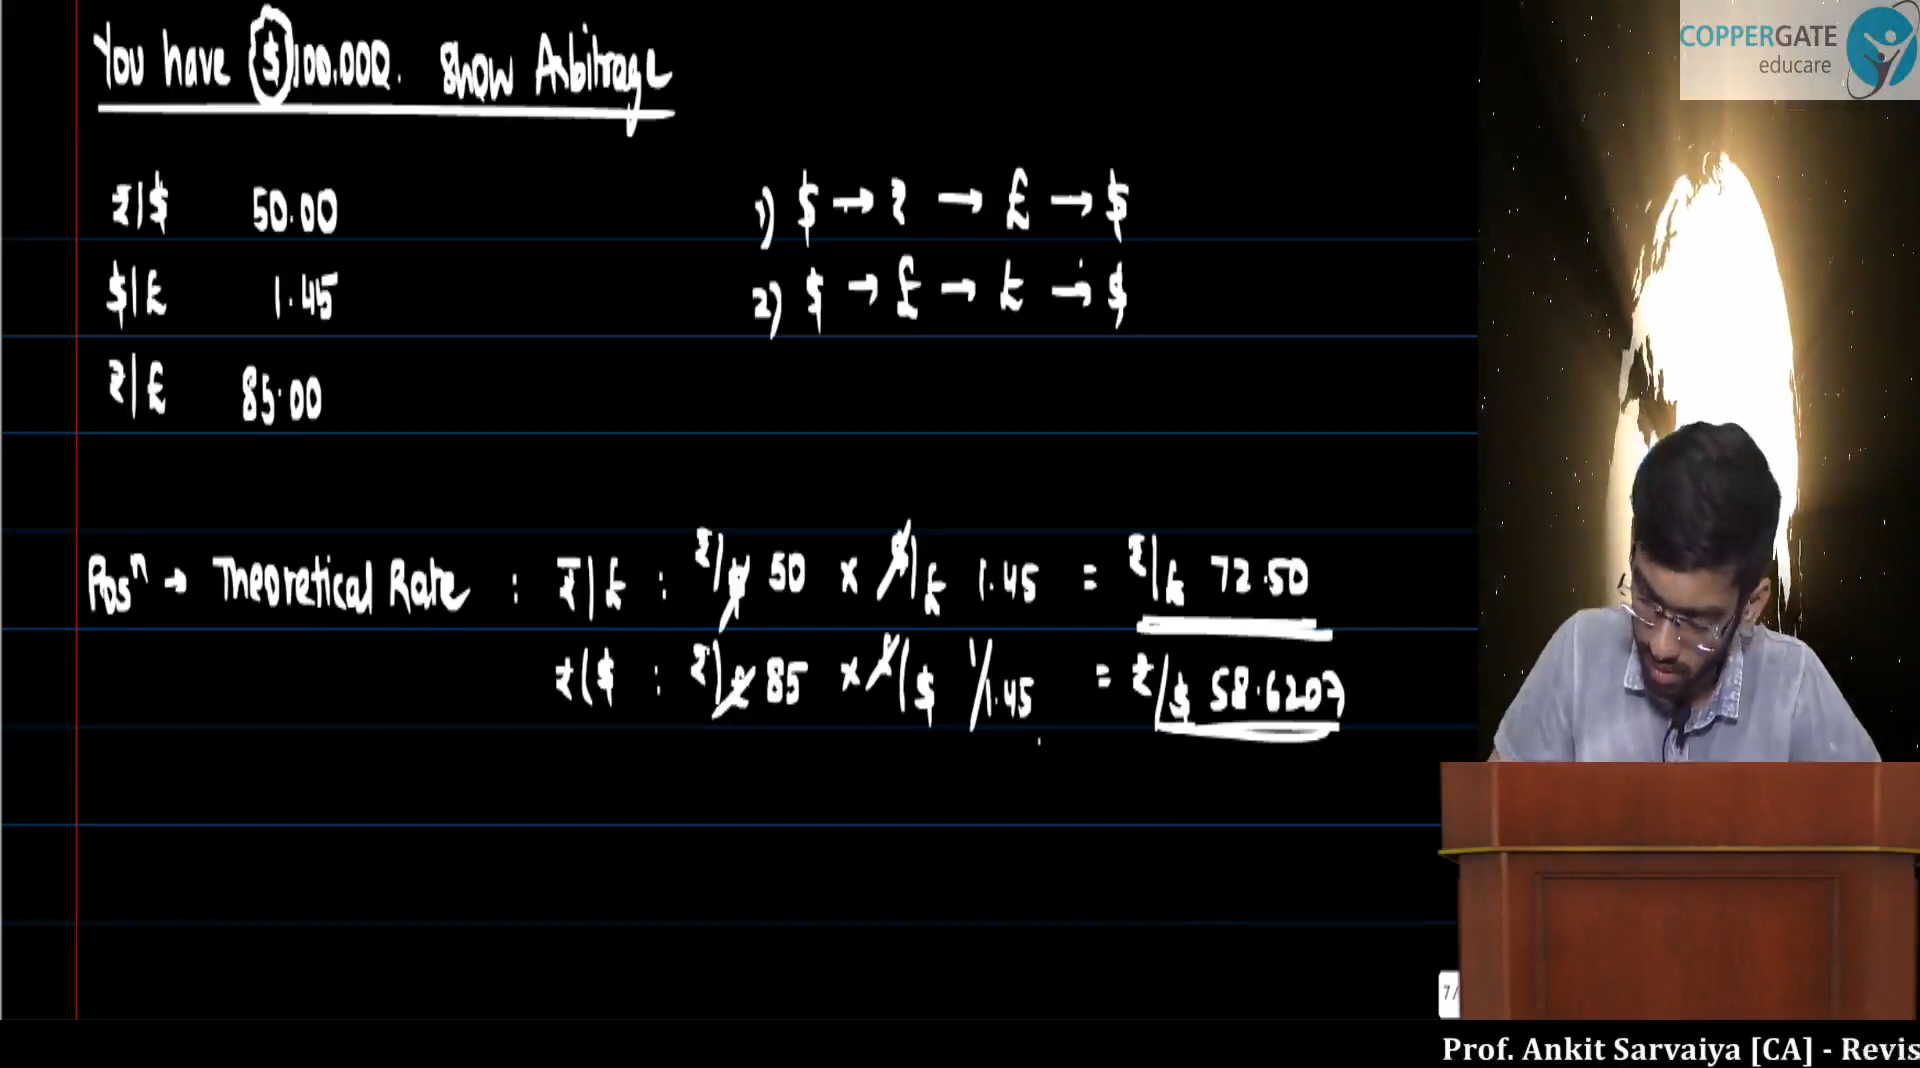 You have $100,000. Show Arbitrage
COPPERGATE
educare
₹|$ 50.00
$|£ 1.45
₹|£ 85.00
1) $ → ₹ → £ → $
2) $ → £ → ₹ → $
Posⁿ → Theoretical Rate : ₹|£ : ₹|$ 50 × $|£ 1.45 = ₹|£ 72.50
₹|$ : ₹|£ 85 × £|$ 1/1.45 = ₹/$ 58.6207
7/
Prof. Ankit Sarvaiya [CA] - Revis